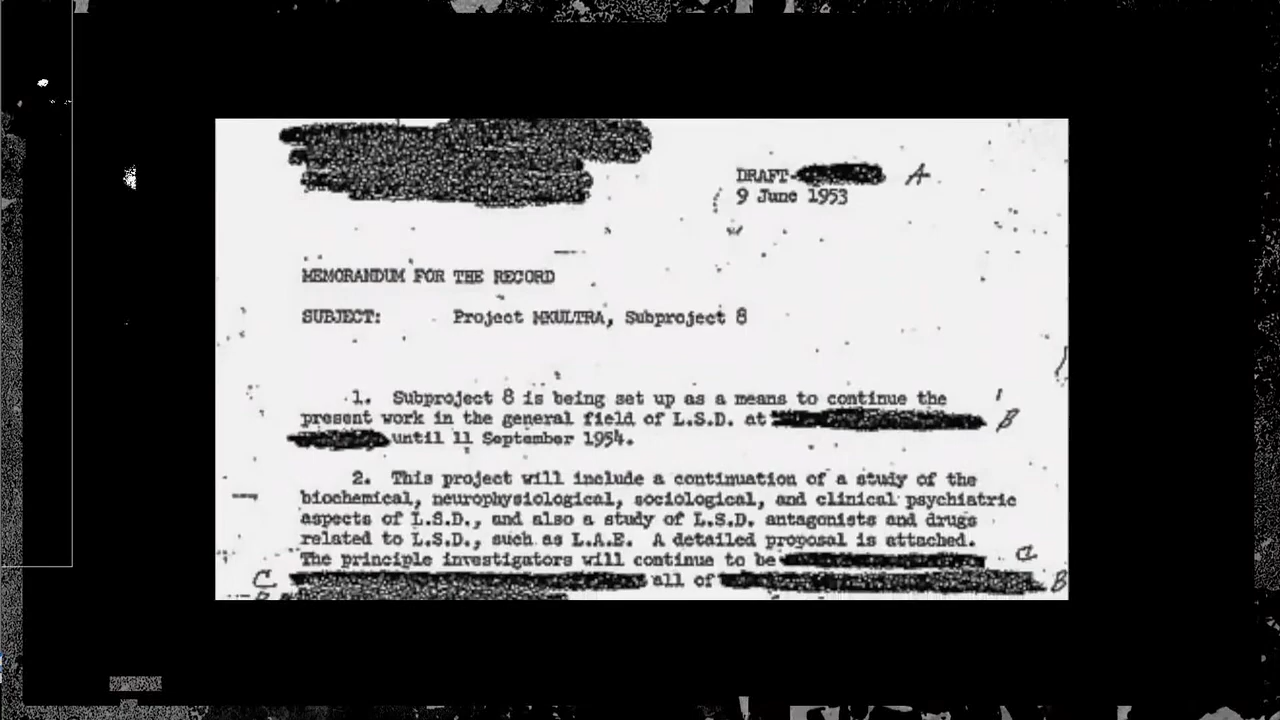 DRAFT- A
9 June 1953
MEMORANDUM FOR THE RECORD
SUBJECT: Project MKULTRA, Subproject 8
1. Subproject 8 is being set up as a means to continue the
present work in the general field of L.S.D. at B
until 11 September 1954.
2. This project will include a continuation of a study of the
biochemical, neurophysiological, sociological, and clinical psychiatric
aspects of L.S.D., and also a study of L.S.D. antagonists and drugs
related to L.S.D., such as L.A.E. A detailed proposal is attached.
The principle investigators will continue to be C
C all of B